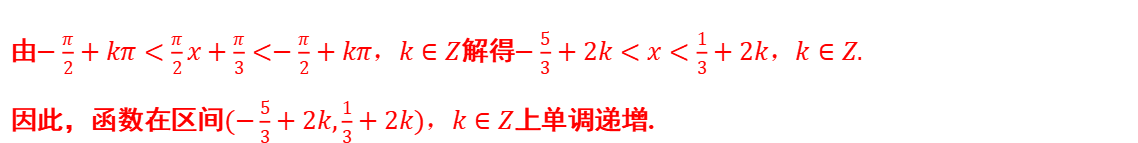 由−π/2 + kπ < π/2 x + π/3 <− π/2 + kπ，k ∈ Z解得− 5/3 + 2k < x < 1/3 + 2k，k ∈ Z.
因此，函数在区间(− 5/3 + 2k, 1/3 + 2k)，k ∈ Z上单调递增.